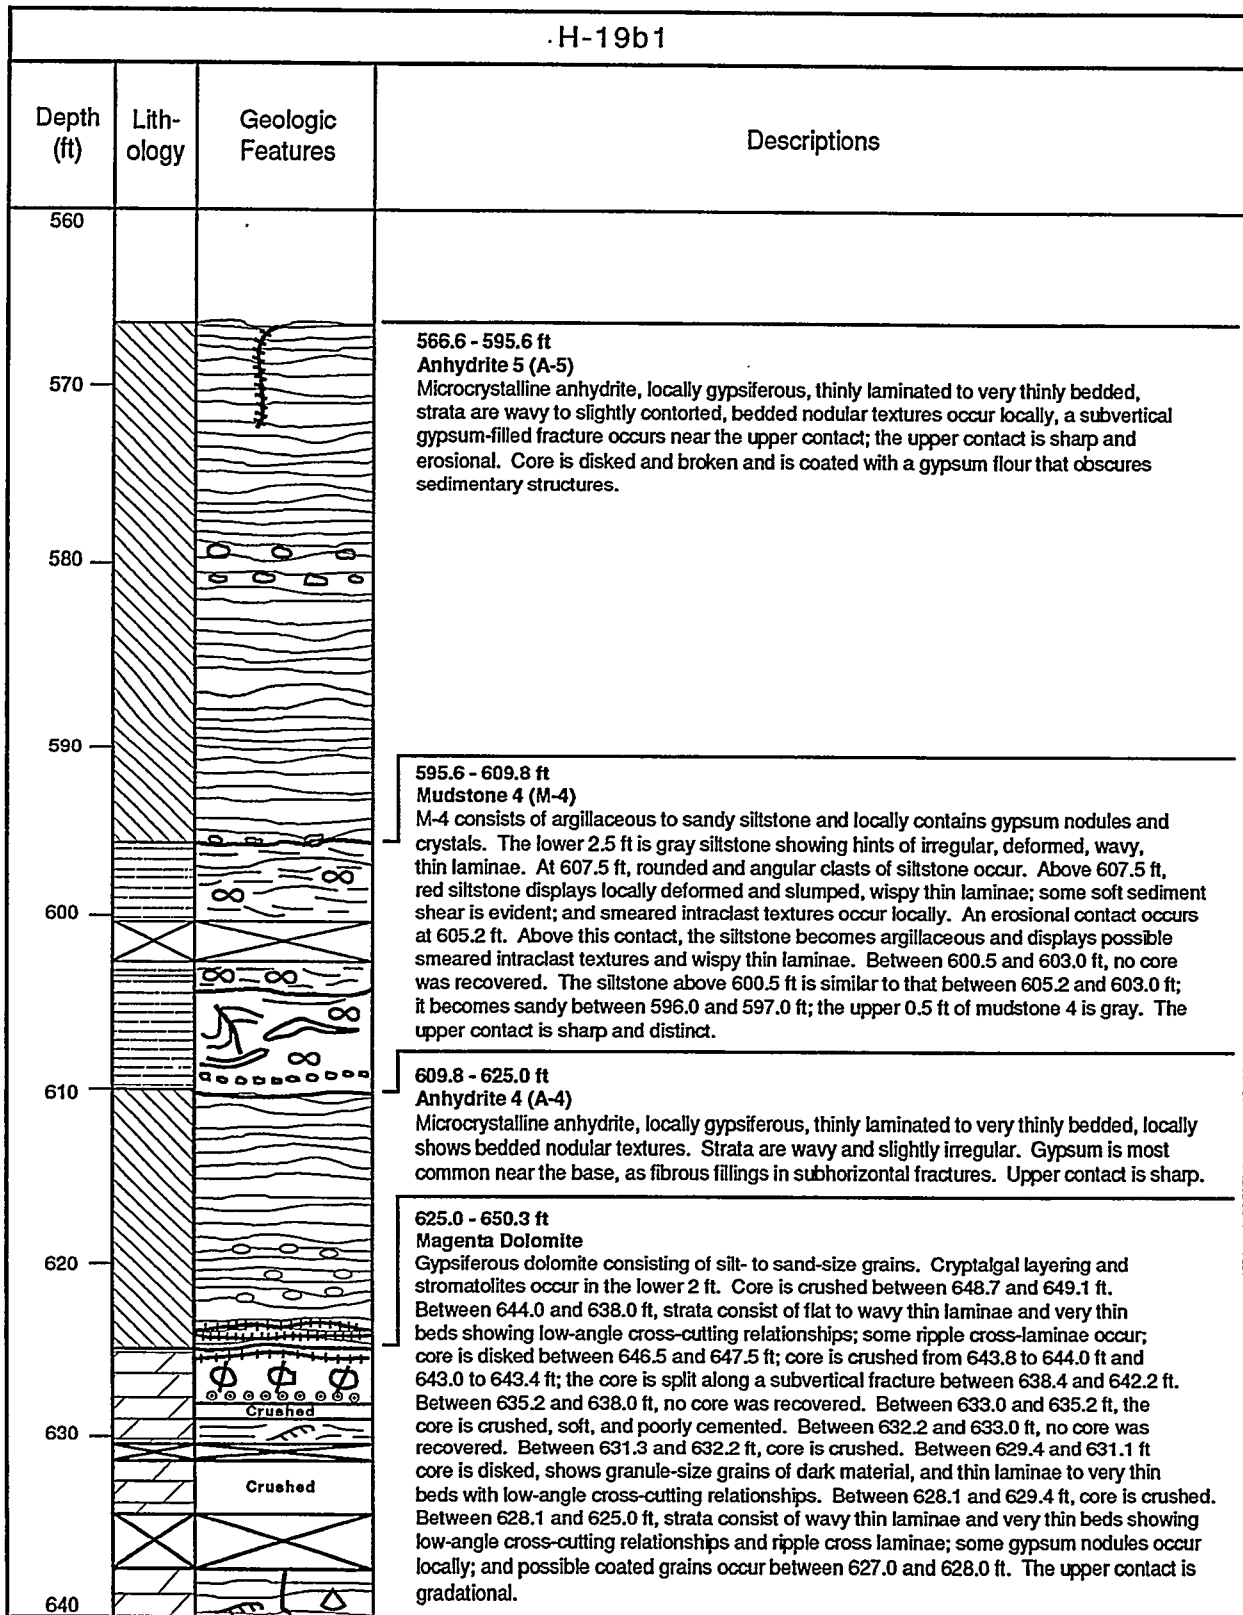 H-19b1
Depth (ft)
Lith-ology
Geologic Features
Descriptions
560
570
580
590
600
610
620
630
640
566.6 - 595.6 ft
Anhydrite 5 (A-5)
Microcrystalline anhydrite, locally gypsiferous, thinly laminated to very thinly bedded,
strata are wavy to slightly contorted, bedded nodular textures occur locally, a subvertical
gypsum-filled fracture occurs near the upper contact; the upper contact is sharp and
erosional. Core is disked and broken and is coated with a gypsum flour that obscures
sedimentary structures.
595.6 - 609.8 ft
Mudstone 4 (M-4)
M-4 consists of argillaceous to sandy siltstone and locally contains gypsum nodules and
crystals. The lower 2.5 ft is gray siltstone showing hints of irregular, deformed, wavy,
thin laminae. At 607.5 ft, rounded and angular clasts of siltstone occur. Above 607.5 ft,
red siltstone displays locally deformed and slumped, wispy thin laminae; some soft sediment
shear is evident; and smeared intraclast textures occur locally. An erosional contact occurs
at 605.2 ft. Above this contact, the siltstone becomes argillaceous and displays possible
smeared intraclast textures and wispy thin laminae. Between 600.5 and 603.0 ft, no core
was recovered. The siltstone above 600.5 ft is similar to that between 605.2 and 603.0 ft;
it becomes sandy between 596.0 and 597.0 ft; the upper 0.5 ft of mudstone 4 is gray. The
upper contact is sharp and distinct.
609.8 - 625.0 ft
Anhydrite 4 (A-4)
Microcrystalline anhydrite, locally gypsiferous, thinly laminated to very thinly bedded, locally
shows bedded nodular textures. Strata are wavy and slightly irregular. Gypsum is most
common near the base, as fibrous fillings in subhorizontal fractures. Upper contact is sharp.
625.0 - 650.3 ft
Magenta Dolomite
Gypsiferous dolomite consisting of silt- to sand-size grains. Cryptalgal layering and
stromatolites occur in the lower 2 ft. Core is crushed between 648.7 and 649.1 ft.
Between 644.0 and 638.0 ft, strata consist of flat to wavy thin laminae and very thin
beds showing low-angle cross-cutting relationships; some ripple cross-laminae occur;
core is disked between 646.5 and 647.5 ft; core is crushed from 643.8 to 644.0 ft and
643.0 to 643.4 ft; the core is split along a subvertical fracture between 638.4 and 642.2 ft.
Between 635.2 and 638.0 ft, no core was recovered. Between 633.0 and 635.2 ft, the
core is crushed, soft, and poorly cemented. Between 632.2 and 633.0 ft, no core was
recovered. Between 631.3 and 632.2 ft, core is crushed. Between 629.4 and 631.1 ft
core is disked, shows granule-size grains of dark material, and thin laminae to very thin
beds with low-angle cross-cutting relationships. Between 628.1 and 629.4 ft, core is crushed.
Between 628.1 and 625.0 ft, strata consist of wavy thin laminae and very thin beds showing
low-angle cross-cutting relationships and ripple cross laminae; some gypsum nodules occur
locally; and possible coated grains occur between 627.0 and 628.0 ft. The upper contact is
gradational.
Crushed
Crushed